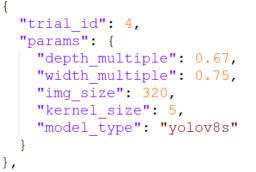 {
  "trial_id": 4,
  "params": {
    "depth_multiple": 0.67,
    "width_multiple": 0.75,
    "img_size": 320,
    "kernel_size": 5,
    "model_type": "yolov8s"
  }
},